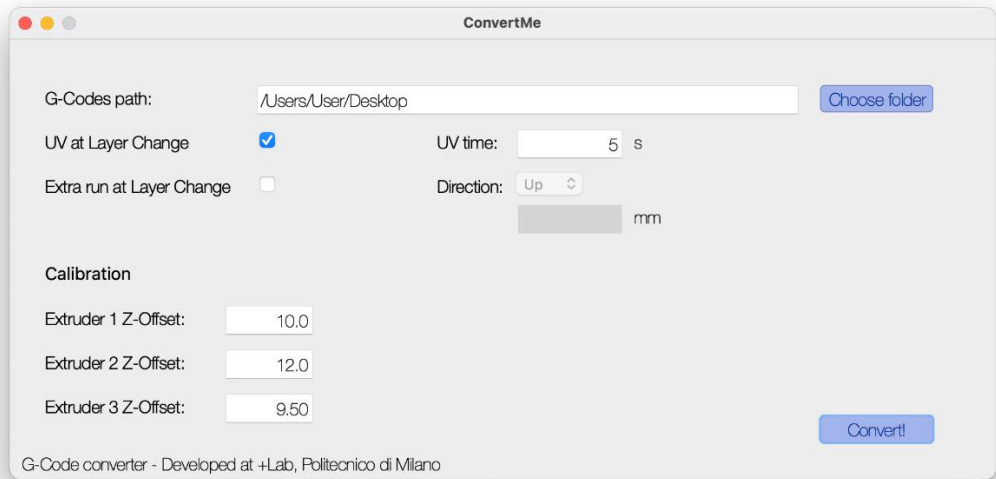 ConvertMe
G-Codes path: /Users/User/Desktop Choose folder
UV at Layer Change UV time: 5 s
Extra run at Layer Change Direction: Up
mm
Calibration
Extruder 1 Z-Offset: 10.0
Extruder 2 Z-Offset: 12.0
Extruder 3 Z-Offset: 9.50
Convert!
G-Code converter - Developed at +Lab, Politecnico di Milano